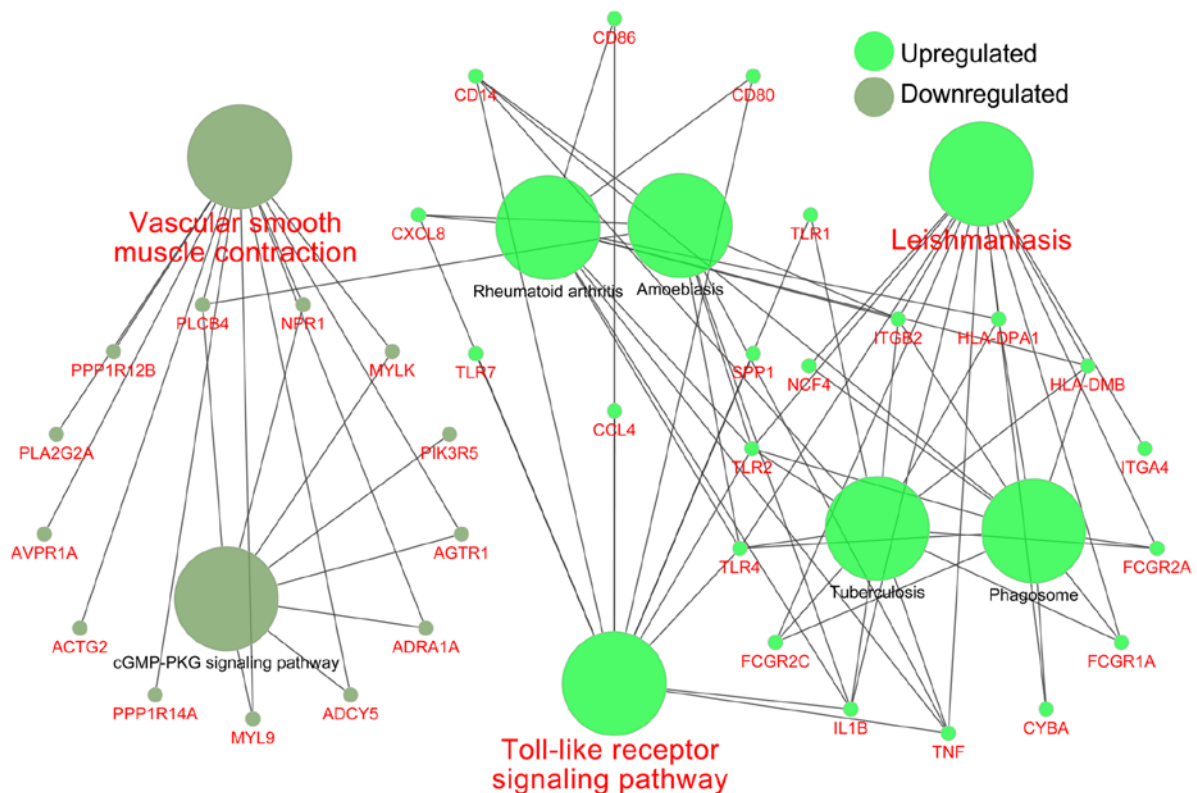 CD86
Upregulated
CD14
CD80
Downregulated
Vascular smooth
muscle contraction
CXCL8
TLR1
Leishmaniasis
Rheumatoid arthritis
Amoebiasis
PLCB4
NPR1
ITGB2
HLA-DPA1
PPP1R12B
MYLK
TLR7
SPP1
NCF4
HLA-DMB
CCL4
PLA2G2A
PIK3R5
TLR2
ITGA4
AVPR1A
AGTR1
TLR4
Tuberculosis
Phagosome
FCGR2A
ACTG2
cGMP-PKG signaling pathway
ADRA1A
FCGR2C
FCGR1A
PPP1R14A
MYL9
ADCY5
IL1B
TNF
CYBA
Toll-like receptor
signaling pathway